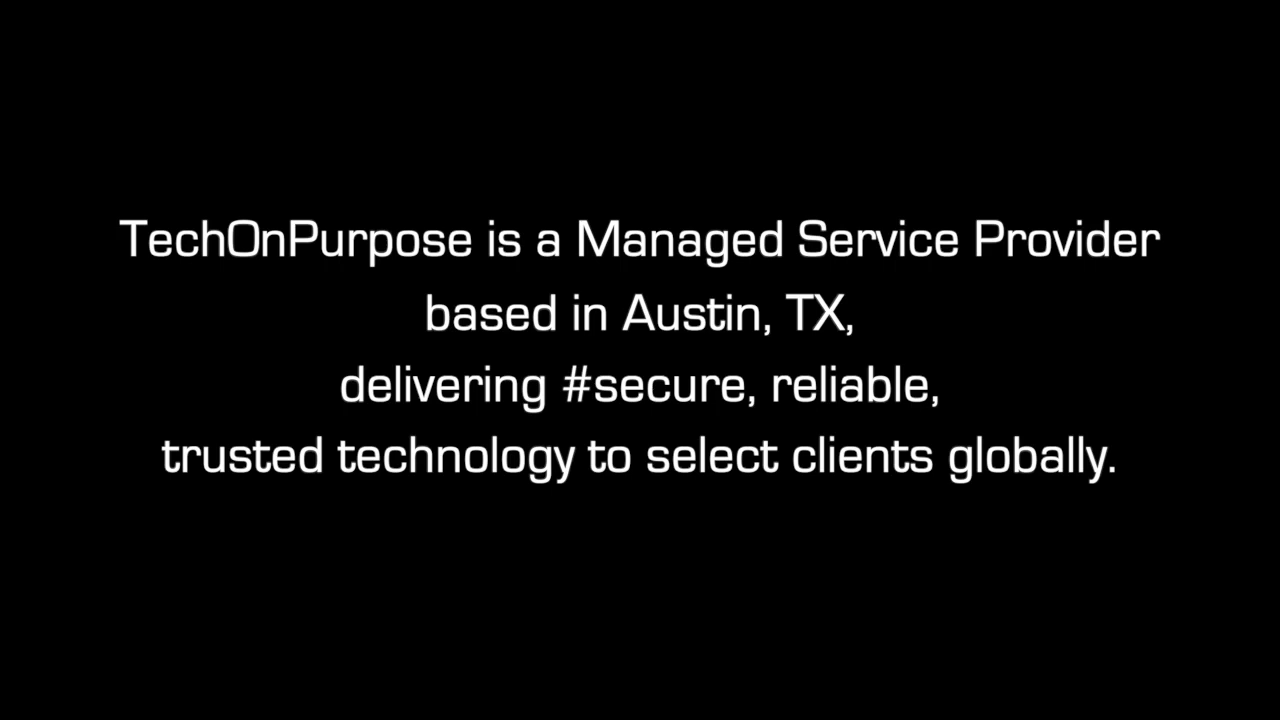 TechOnPurpose is a Managed Service Provider
based in Austin, TX,
delivering #secure, reliable,
trusted technology to select clients globally.